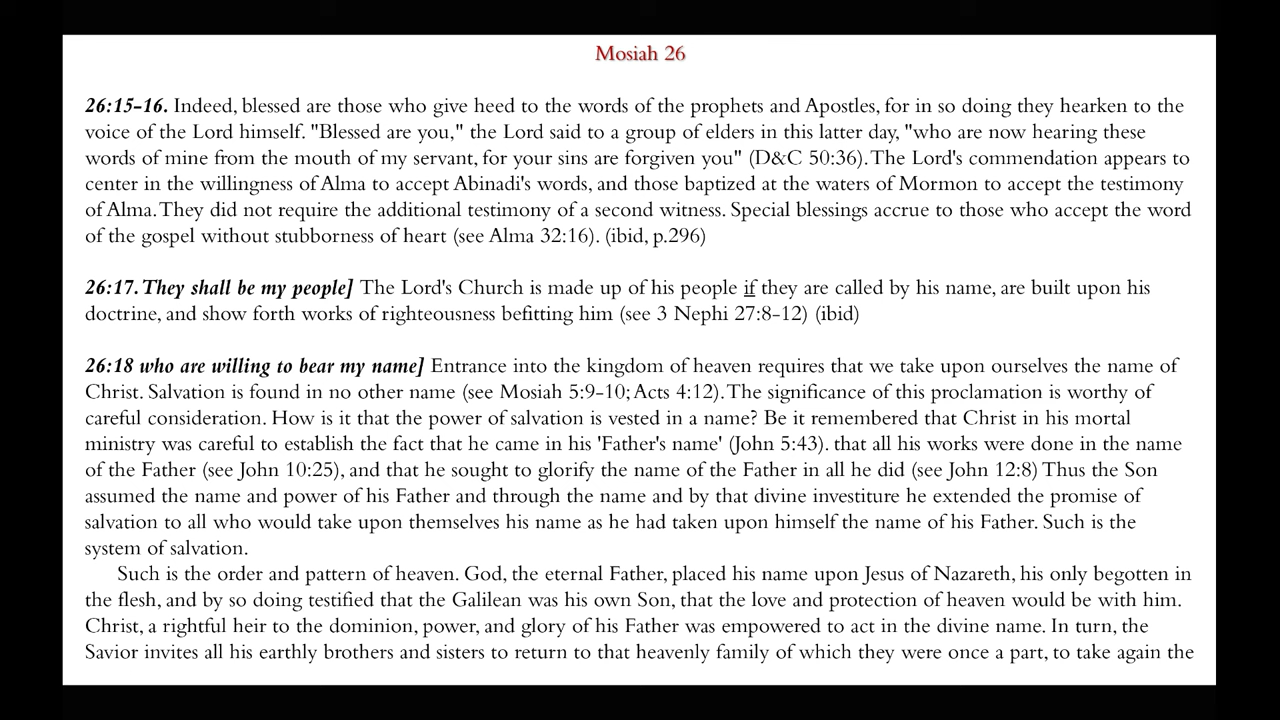 Mosiah 26
26:15-16. Indeed, blessed are those who give heed to the words of the prophets and Apostles, for in so doing they hearken to the
voice of the Lord himself. "Blessed are you," the Lord said to a group of elders in this latter day, "who are now hearing these
words of mine from the mouth of my servant, for your sins are forgiven you" (D&C 50:36). The Lord's commendation appears to
center in the willingness of Alma to accept Abinadi's words, and those baptized at the waters of Mormon to accept the testimony
of Alma. They did not require the additional testimony of a second witness. Special blessings accrue to those who accept the word
of the gospel without stubborness of heart (see Alma 32:16). (ibid, p.296)
26:17. They shall be my people] The Lord's Church is made up of his people if they are called by his name, are built upon his
doctrine, and show forth works of righteousness befitting him (see 3 Nephi 27:8-12) (ibid)
26:18 who are willing to bear my name] Entrance into the kingdom of heaven requires that we take upon ourselves the name of
Christ. Salvation is found in no other name (see Mosiah 5:9-10; Acts 4:12). The significance of this proclamation is worthy of
careful consideration. How is it that the power of salvation is vested in a name? Be it remembered that Christ in his mortal
ministry was careful to establish the fact that he came in his 'Father's name' (John 5:43). that all his works were done in the name
of the Father (see John 10:25), and that he sought to glorify the name of the Father in all he did (see John 12:8) Thus the Son
assumed the name and power of his Father and through the name and by that divine investiture he extended the promise of
salvation to all who would take upon themselves his name as he had taken upon himself the name of his Father. Such is the
system of salvation.
Such is the order and pattern of heaven. God, the eternal Father, placed his name upon Jesus of Nazareth, his only begotten in
the flesh, and by so doing testified that the Galilean was his own Son, that the love and protection of heaven would be with him.
Christ, a rightful heir to the dominion, power, and glory of his Father was empowered to act in the divine name. In turn, the
Savior invites all his earthly brothers and sisters to return to that heavenly family of which they were once a part, to take again the